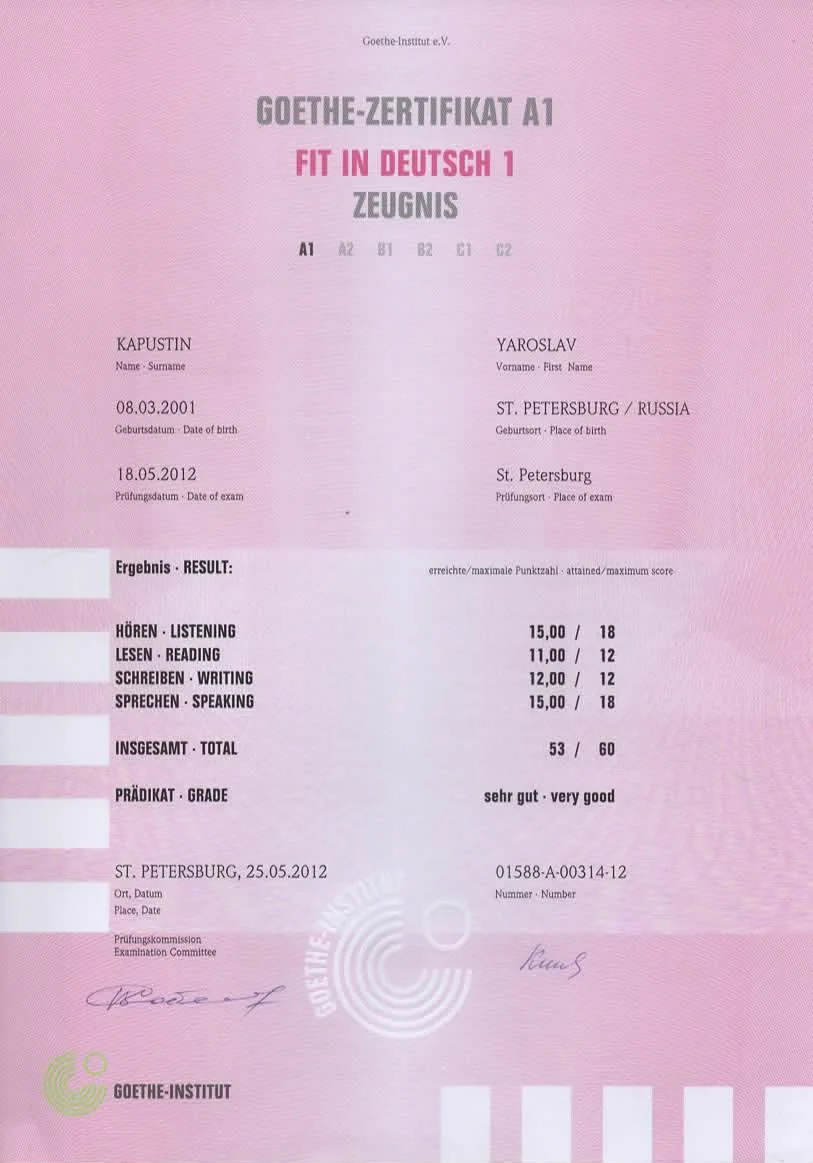 Goethe-Institut e.V.
GOETHE-ZERTIFIKAT A1
FIT IN DEUTSCH 1
ZEUGNIS
A1 A2 B1 B2 C1 C2
KAPUSTIN YAROSLAV
Name · Surname Vorname · First Name
08.03.2001 ST. PETERSBURG / RUSSIA
Geburtsdatum · Date of birth Geburtsort · Place of birth
18.05.2012 St. Petersburg
Prüfungsdatum · Date of exam Prüfungsort · Place of exam
Ergebnis · RESULT: erreichte/maximale Punktzahl · attained/maximum score
HÖREN · LISTENING 15,00 / 18
LESEN · READING 11,00 / 12
SCHREIBEN · WRITING 12,00 / 12
SPRECHEN · SPEAKING 15,00 / 18
INSGESAMT · TOTAL 53 / 60
PRÄDIKAT · GRADE sehr gut · very good
ST. PETERSBURG, 25.05.2012 01588-A-00314-12
Ort, Datum Nummer · Number
Place, Date
Prüfungskommission
Examination Committee
GOETHE-INSTITUT
GOETHE-INSTITUT